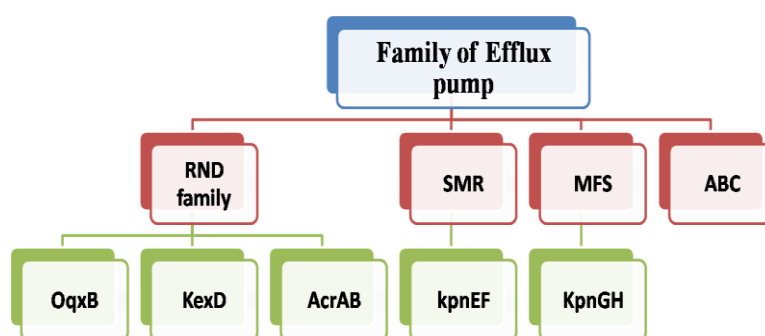 Family of Efflux
pump
RND
family
SMR
MFS
ABC
OqxB
KexD
AcrAB
kpnEF
KpnGH